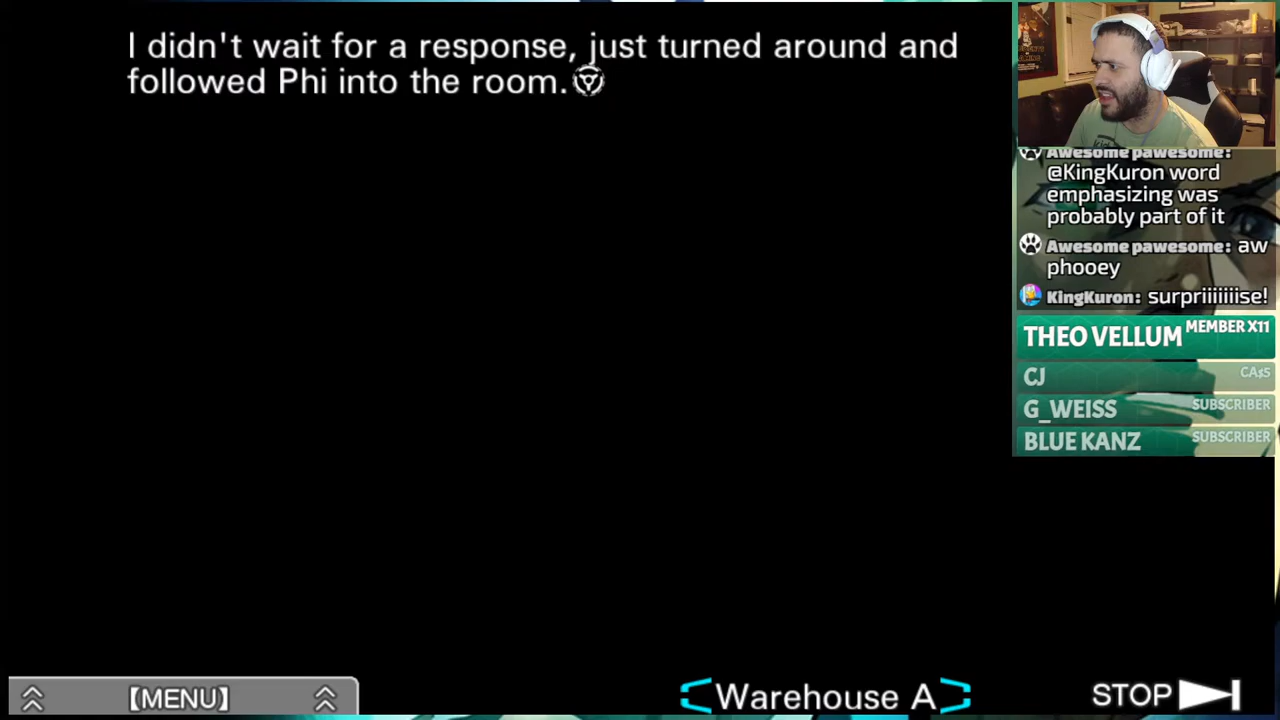 I didn't wait for a response, just turned around and
followed Phi into the room.
Awesome pawesome:
@KingKuron word
emphasizing was
probably part of it
Awesome pawesome: aw
phooey
KingKuron: surpriiiiiiise!
THEO VELLUM MEMBER X11
CJ CA$5
G_WEISS SUBSCRIBER
BLUE KANZ SUBSCRIBER
【MENU】
Warehouse A
STOP